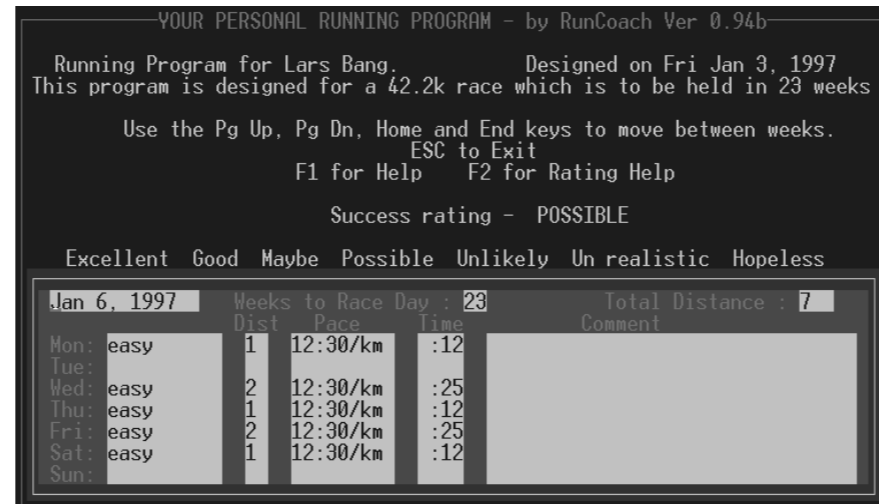 YOUR PERSONAL RUNNING PROGRAM - by RunCoach Ver 0.94b
Running Program for Lars Bang. Designed on Fri Jan 3, 1997
This program is designed for a 42.2k race which is to be held in 23 weeks
Use the Pg Up, Pg Dn, Home and End keys to move between weeks.
ESC to Exit
F1 for Help F2 for Rating Help
Success rating - POSSIBLE
Excellent Good Maybe Possible Unlikely Un realistic Hopeless
Jan 6, 1997 Weeks to Race Day : 23 Total Distance : 7
Dist Pace Time Comment
Mon: easy 1 12:30/km :12
Tue:
Wed: easy 2 12:30/km :25
Thu: easy 1 12:30/km :12
Fri: easy 2 12:30/km :25
Sat: easy 1 12:30/km :12
Sun: